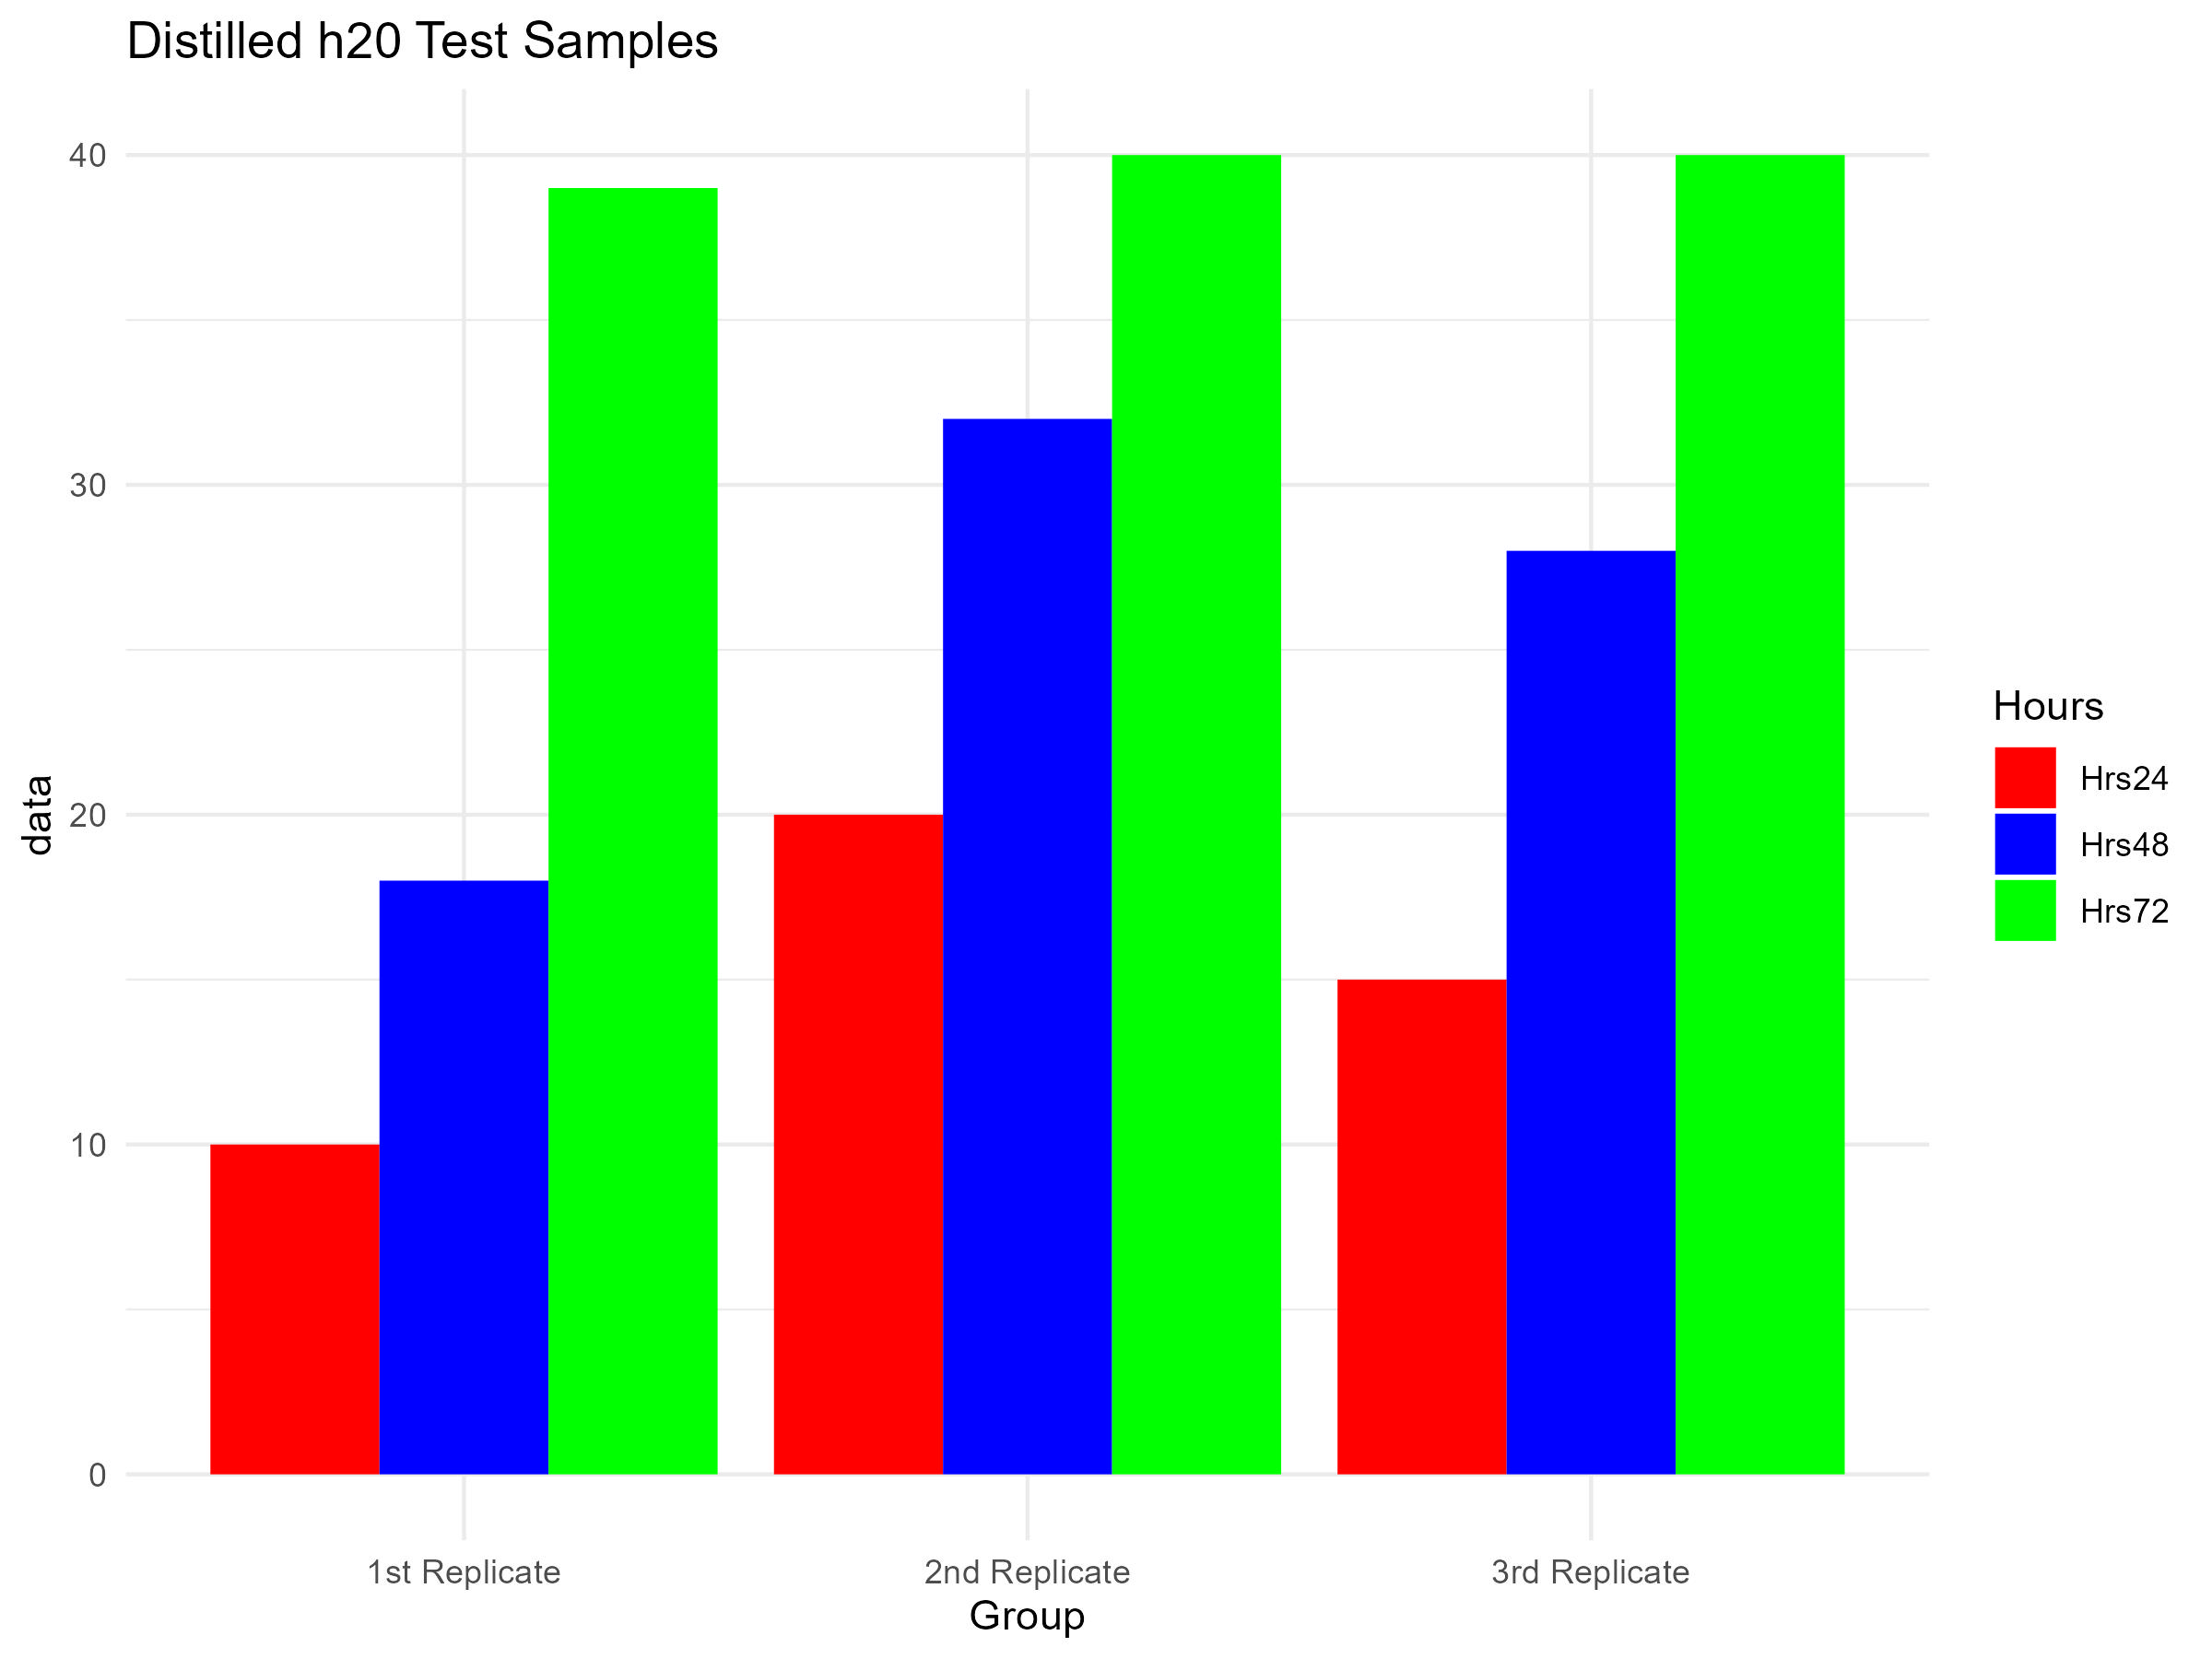 Distilled h20 Test Samples
40
30
20
10
0
data
1st Replicate
2nd Replicate
3rd Replicate
Group
Hours
Hrs24
Hrs48
Hrs72